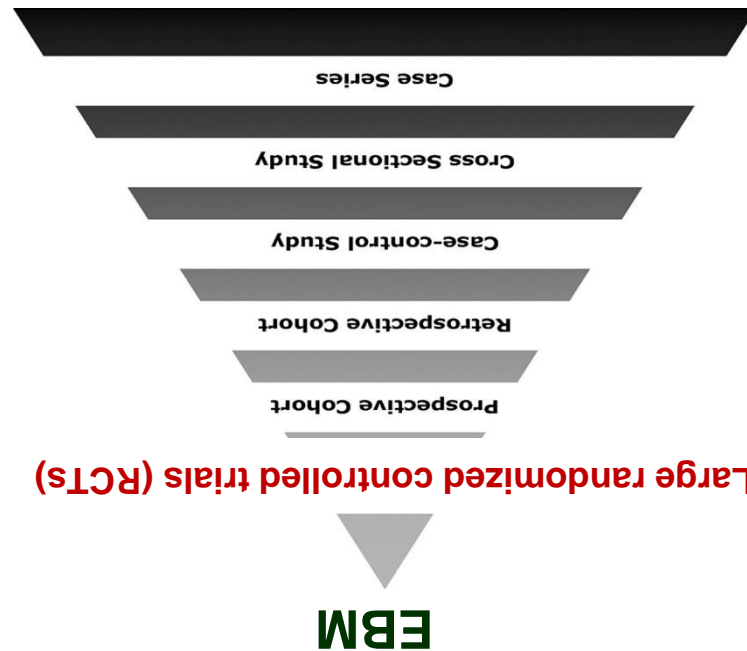 EBM
Large randomized controlled trials (RCTs)
Prospective Cohort
Retrospective Cohort
Case-control Study
Cross Sectional Study
Case Series